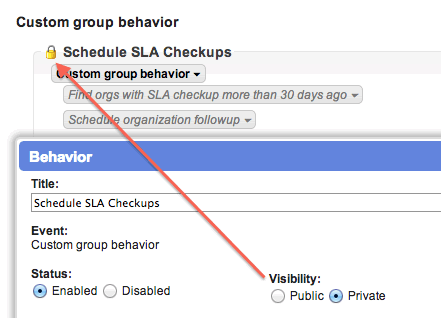 Custom group behavior
Schedule SLA Checkups
Custom group behavior
Find orgs with SLA checkup more than 30 days ago
Schedule organization followup
Behavior
Title:
Schedule SLA Checkups
Event:
Custom group behavior
Status:
Visibility:
Enabled Disabled
Public Private